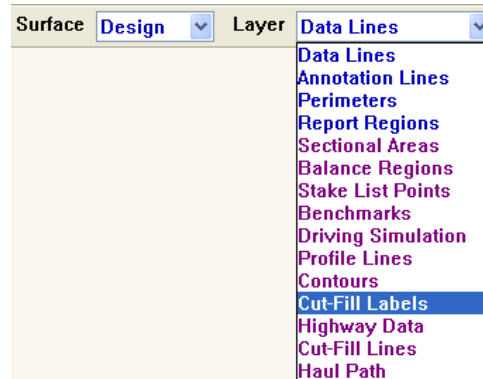 Surface Design Layer Data Lines
Data Lines
Annotation Lines
Perimeters
Report Regions
Sectional Areas
Balance Regions
Stake List Points
Benchmarks
Driving Simulation
Profile Lines
Contours
Cut-Fill Labels
Highway Data
Cut-Fill Lines
Haul Path